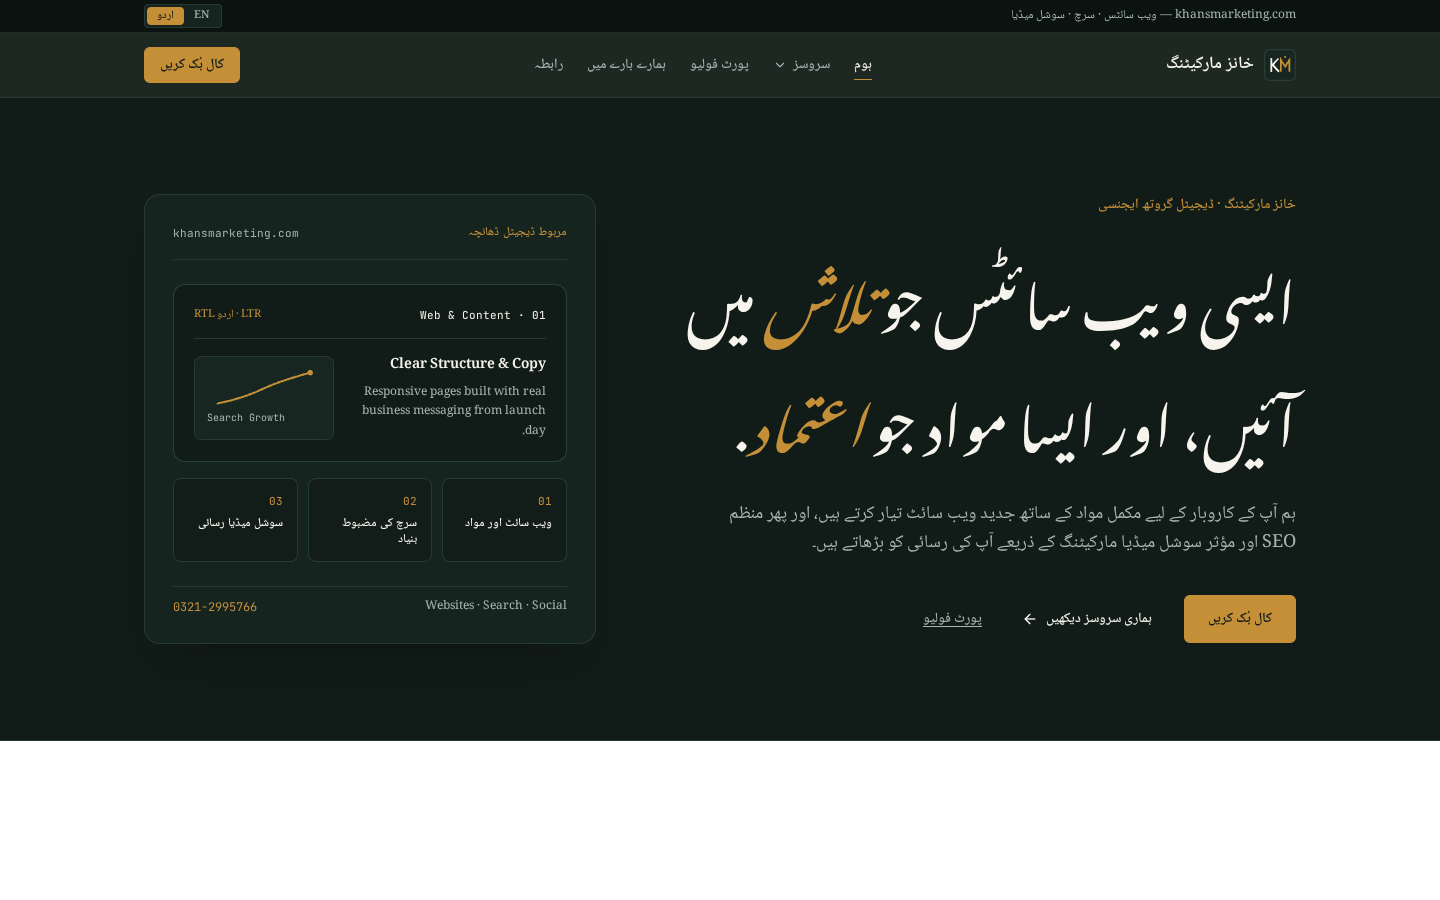 khansmarketing.com — ویب سائٹس · سرچ · سوشل میڈیا
اردو EN
KM خانز مارکیٹنگ
ہوم
سروسز
پورٹ فولیو
ہمارے بارے میں
رابطہ
کال بُک کریں
خانز مارکیٹنگ · ڈیجیٹل گروتھ ایجنسی
ایسی ویب سائٹس جو تلاش میں
آئیں، اور ایسا مواد جو اعتماد.
ہم آپ کے کاروبار کے لیے مکمل مواد کے ساتھ جدید ویب سائٹ تیار کرتے ہیں، اور پھر منظم
SEO اور مؤثر سوشل میڈیا مارکیٹنگ کے ذریعے آپ کی رسائی کو بڑھاتے ہیں۔
کال بُک کریں
ہماری سروسز دیکھیں
پورٹ فولیو
مربوط ڈیجیٹل ڈھانچہ
khansmarketing.com
Web & Content · 01
RTL اردو · LTR
Clear Structure & Copy
Responsive pages built with real
business messaging from launch
.day
Search Growth
01
ویب سائٹ اور مواد
02
سرچ کی مضبوط
بنیاد
03
سوشل میڈیا رسائی
Websites · Search · Social
0321-2995766